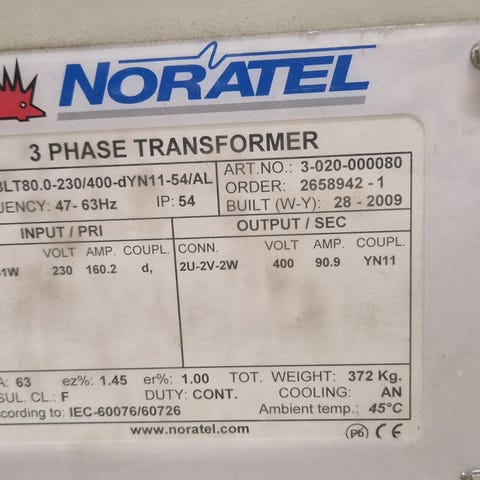 NORATEL
3 PHASE TRANSFORMER
3LT80.0-230/400-dYN11-54/AL
ART.NO.: 3-020-000080
UENCY: 47- 63Hz IP: 54
ORDER: 2658942 - 1
BUILT (W-Y): 28 - 2009
INPUT / PRI OUTPUT / SEC
VOLT AMP. COUPL. CONN. VOLT AMP. COUPL.
1W 230 160.2 d, 2U-2V-2W 400 90.9 YN11
A: 63 ez%: 1.45 er%: 1.00 TOT. WEIGHT: 372 Kg.
SUL. CL.: F DUTY: CONT. COOLING: AN
cording to: IEC-60076/60726 Ambient temp.: 45°C
www.noratel.com Pb CE